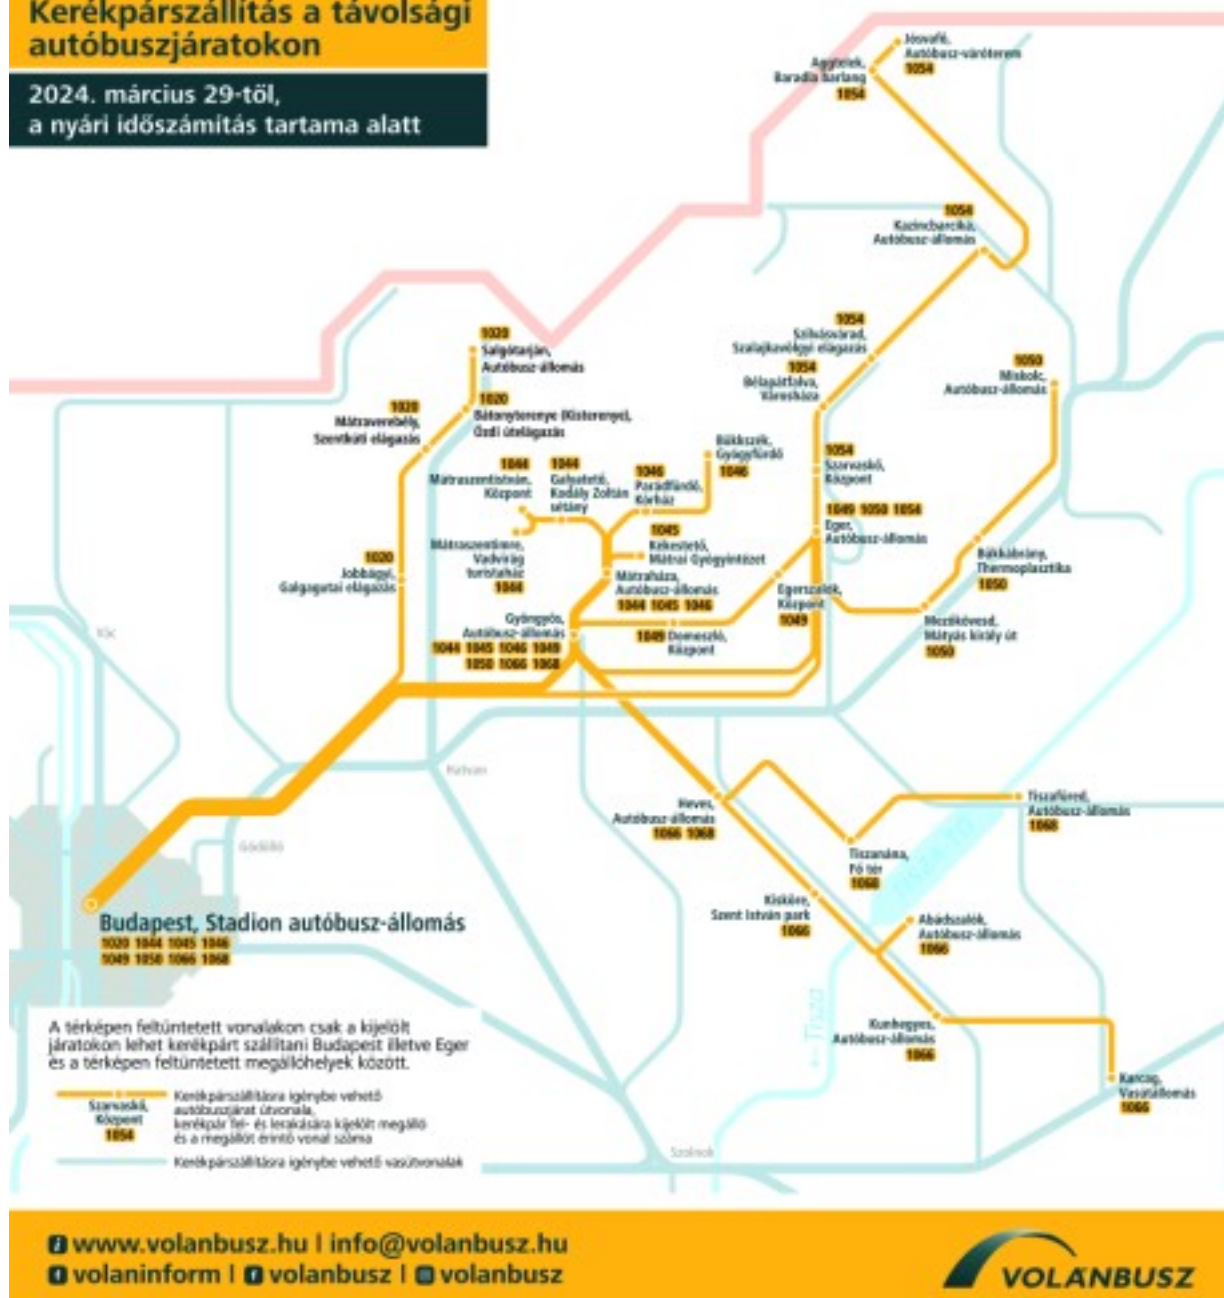 Kerékpárszállítás a távolsági
autóbuszjáratokon
2024. március 29-től,
a nyári időszámítás tartama alatt
Jósvafő,
Autóbusz-váróterem
1054
Aggtelek,
Baradla barlang
1054
1054
Kazincbarcika,
Autóbusz-állomás
1054
Szilvásvárad,
Szalajkavölgyi elágazás
1054
Bélapátfalva,
Városháza
1050
Miskolc,
Autóbusz-állomás
1020
Salgótarján,
Autóbusz-állomás
1020
Bátonyterenye (Kisterenye),
Ózdi útelágazás
1020
Mátraverebély,
Szentkúti elágazás
1044
Mátraszentistván,
Központ
1044
Galyatető,
Kodály Zoltán
sétány
1046
Parádfürdő,
Kórház
Bükkszék,
Gyógyfürdő
1046
1054
Szarvaskő,
Központ
1049 1050 1054
Eger,
Autóbusz-állomás
1045
Kékestető,
Mátrai Gyógyintézet
Mátraszentimre,
Vadvirág
turistaház
1044
1020
Jobbágyi,
Galgagutai elágazás
Mátraháza,
Autóbusz-állomás
1044 1045 1046
Egerszalók,
Központ
1049
Bükkábrány,
Thermoplasztika
1050
Gyöngyös,
Autóbusz-állomás
1044 1045 1046 1049
1050 1066 1068
1049 Domoszló,
Központ
Mezőkövesd,
Mátyás király út
1050
Vác
Hatvan
Gödöllő
Heves,
Autóbusz-állomás
1066 1068
Tiszafüred,
Autóbusz-állomás
1068
Tiszanána,
Fő tér
1068
TISZA-TÓ
Kisköre,
Szent István park
1066
Abádszalók,
Autóbusz-állomás
1066
Budapest, Stadion autóbusz-állomás
1020 1044 1045 1046
1049 1050 1066 1068
← Tisza
Kunhegyes,
Autóbusz-állomás
1066
Karcag,
Vasútállomás
1066
Szolnok
A térképen feltüntetett vonalakon csak a kijelölt
járatokon lehet kerékpárt szállítani Budapest illetve Eger
és a térképen feltüntetett megállóhelyek között.
Szarvaskő,
Központ
1054
Kerékpárszállításra igénybe vehető
autóbuszjárat útvonala,
kerékpár fel- és lerakására kijelölt megálló
és a megállót érintő vonal száma
Kerékpárszállításra igénybe vehető vasútvonalak
www.volanbusz.hu | info@volanbusz.hu
volaninform | volanbusz | volanbusz
VOLÁNBUSZ